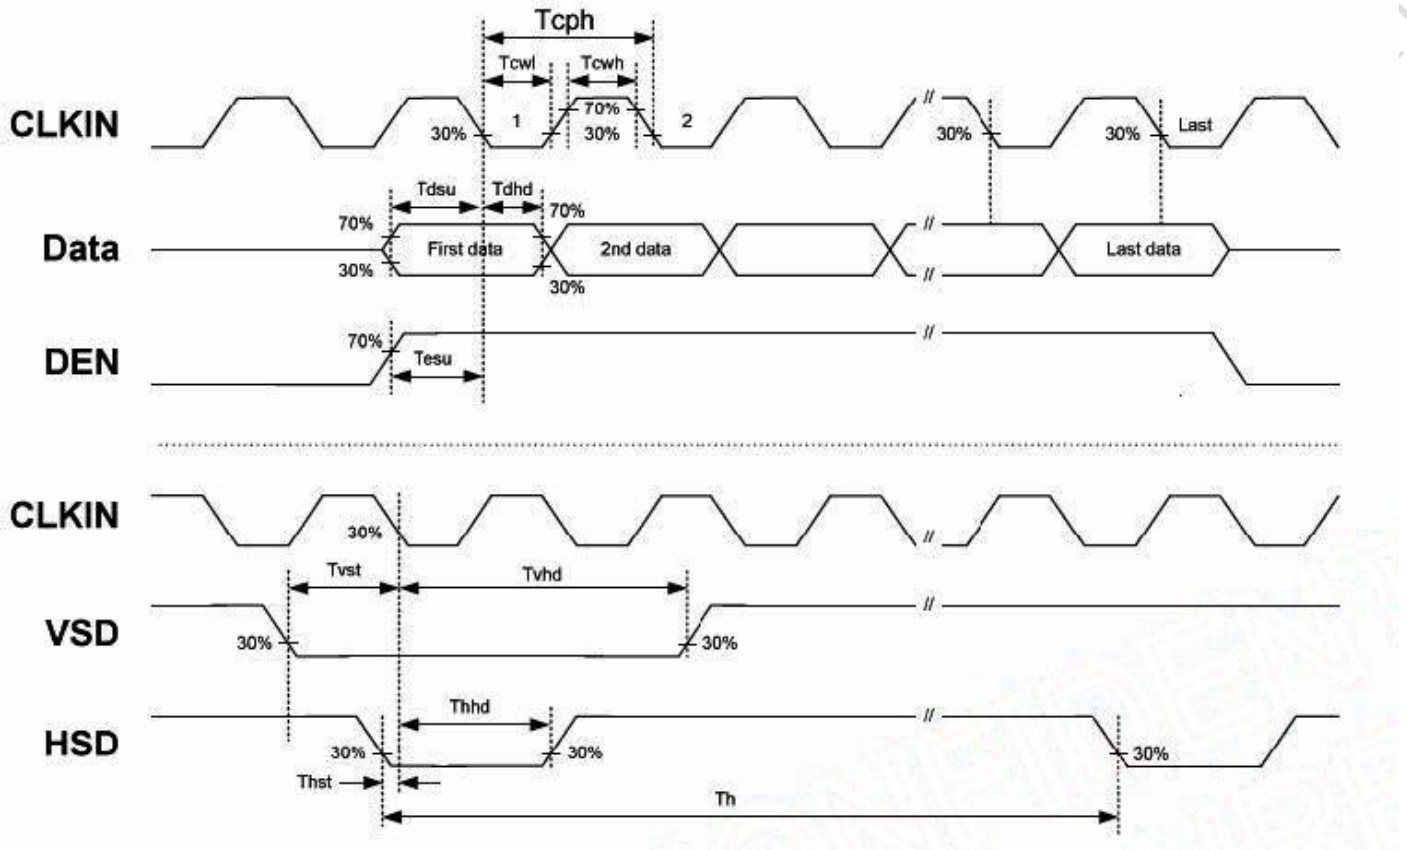 Tcph
Tcwl Tcwh
CLKIN 30% 1 70% 30% 2 // 30% 30% Last
Tdsu Tdhd
70% 70%
Data First data 2nd data // // Last data
30% 30%
DEN 70% //
Tesu
CLKIN 30% //
Tvst Tvhd
VSD 30% 30% //
Thhd
HSD 30% 30% // 30%
Thst
Th